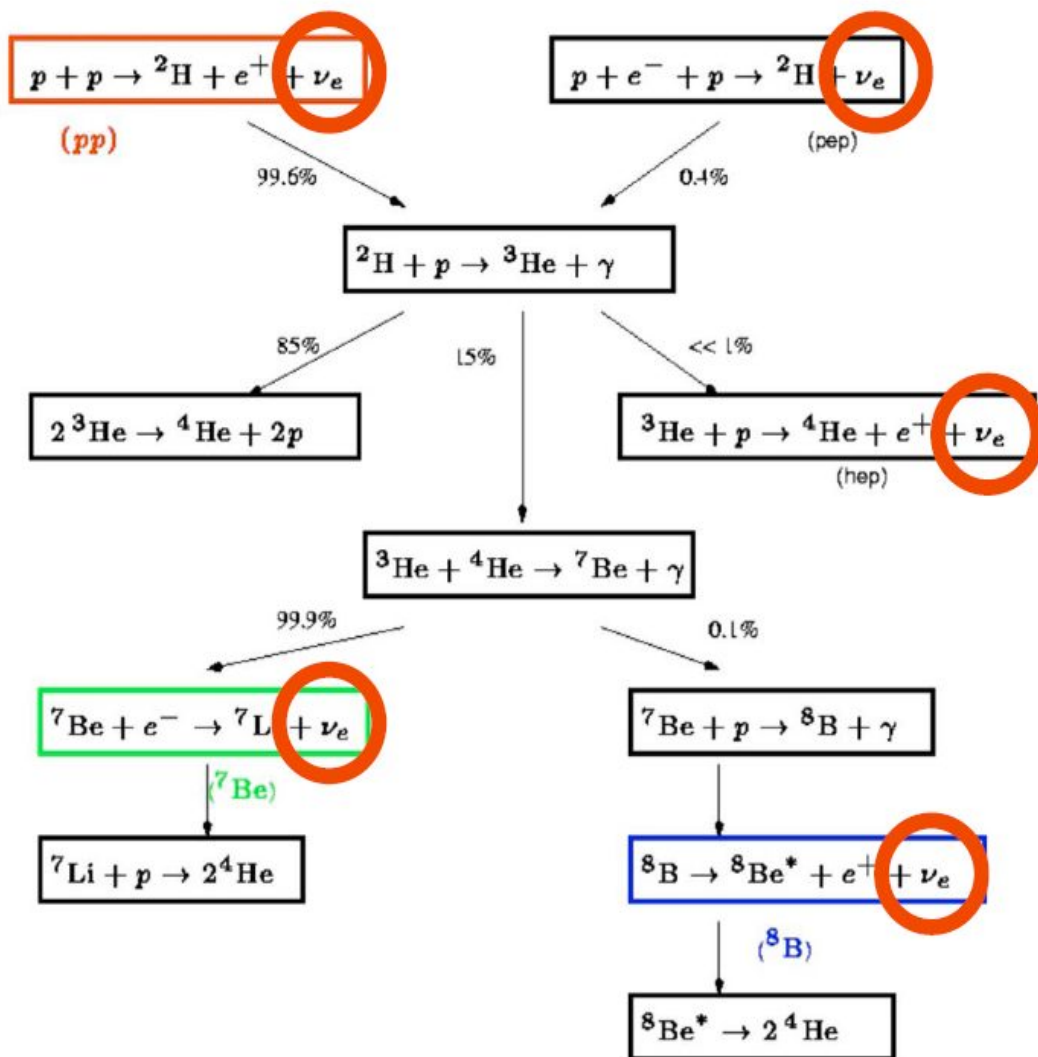 p + p → ²H + e⁺ + νₑ
p + e⁻ + p → ²H + νₑ
(pp)
(pep)
99.6%
0.4%
²H + p → ³He + γ
85%
15%
<< 1%
2 ³He → ⁴He + 2p
³He + p → ⁴He + e⁺ + νₑ
(hep)
³He + ⁴He → ⁷Be + γ
99.9%
0.1%
⁷Be + e⁻ → ⁷L + νₑ
⁷Be + p → ⁸B + γ
(⁷Be)
⁷Li + p → 2⁴He
⁸B → ⁸Be* + e⁺ + νₑ
(⁸B)
⁸Be* → 2 ⁴He